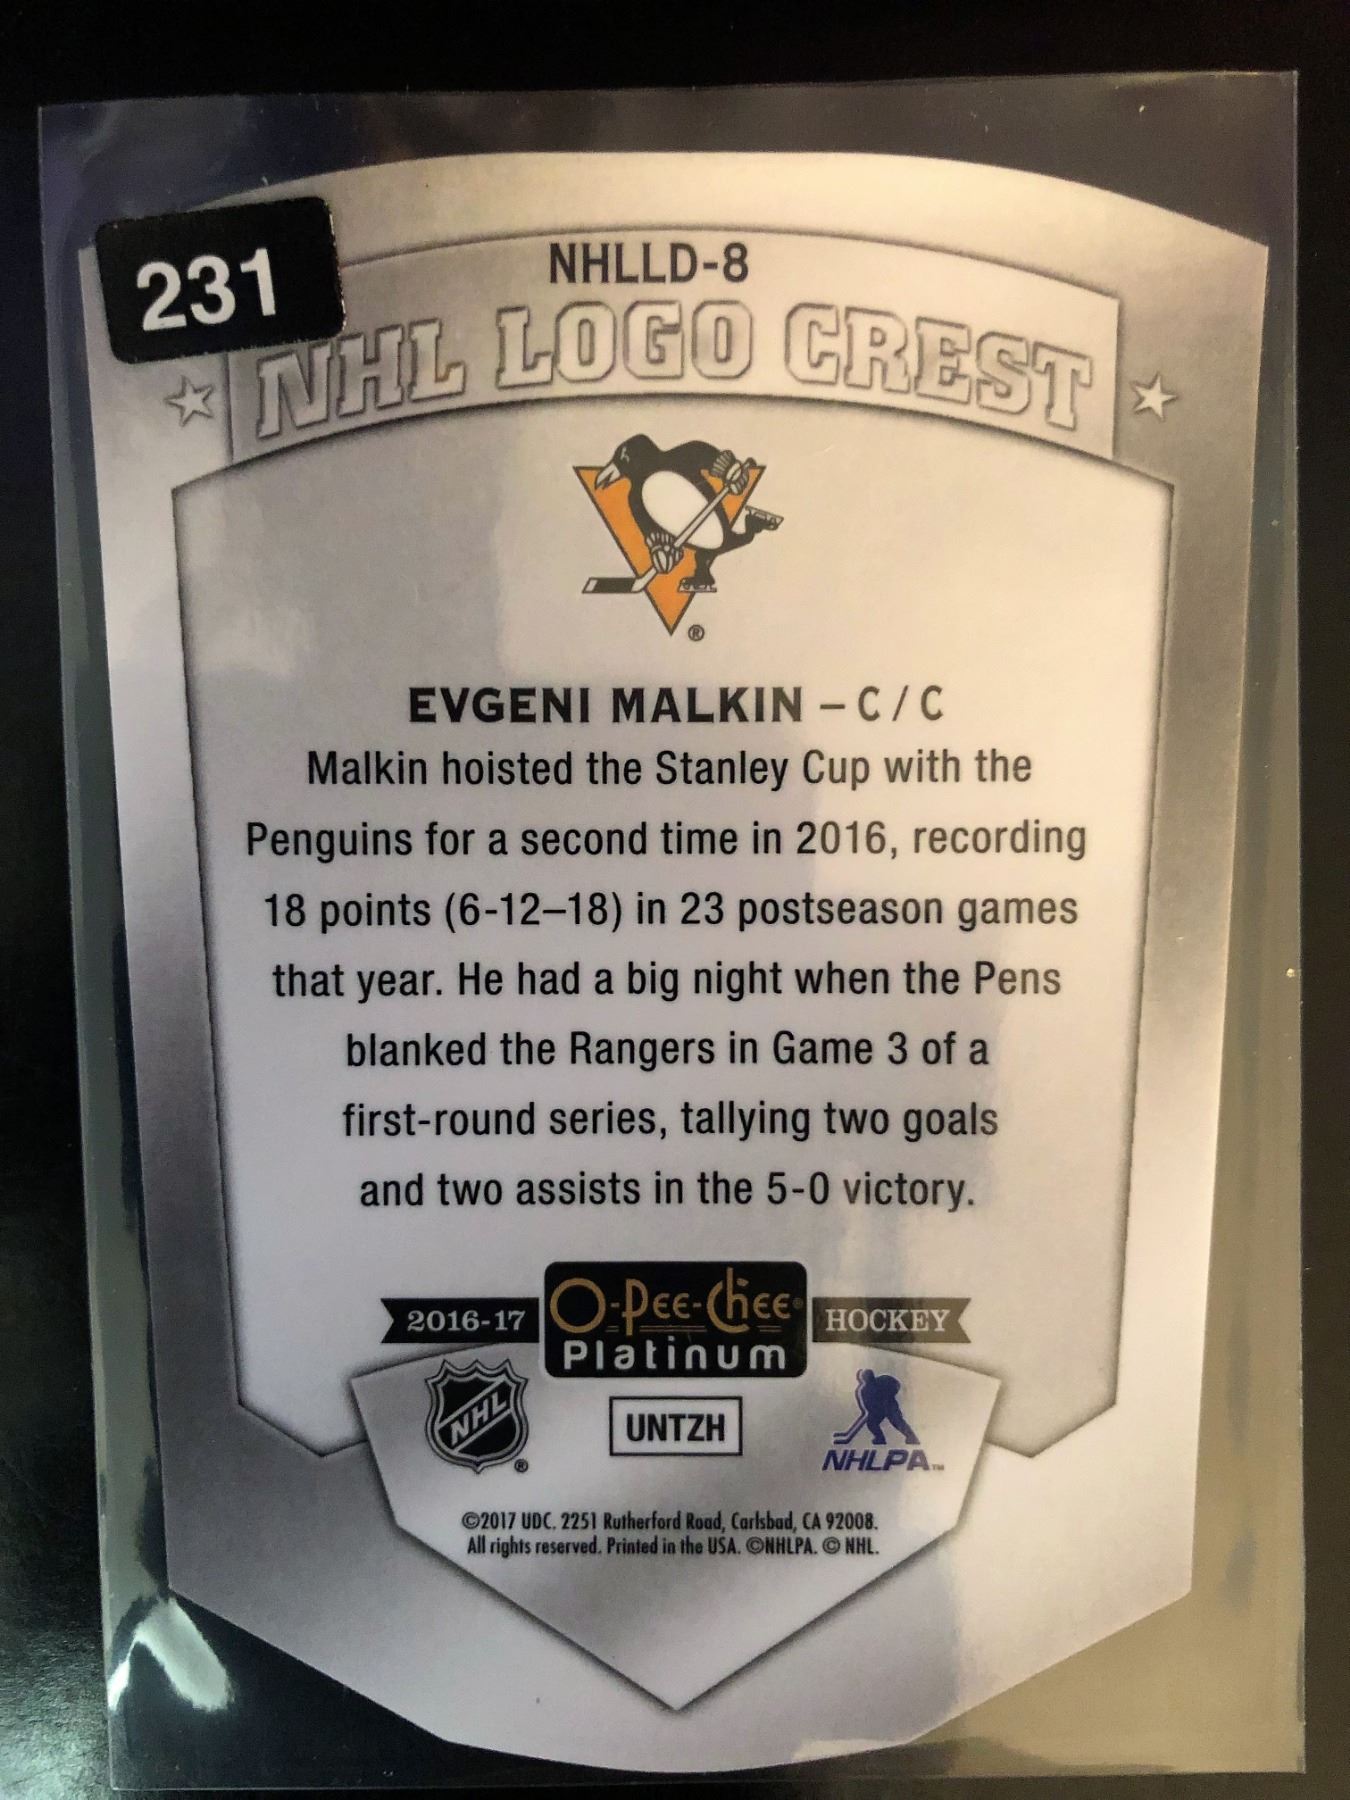 231
NHLLD-8
NHL LOGO CREST
®
EVGENI MALKIN – C / C
Malkin hoisted the Stanley Cup with the
Penguins for a second time in 2016, recording
18 points (6-12–18) in 23 postseason games
that year. He had a big night when the Pens
blanked the Rangers in Game 3 of a
first-round series, tallying two goals
and two assists in the 5-0 victory.
2016-17 O-Pee-Chee® HOCKEY
Platinum
NHL ® UNTZH NHLPA™
©2017 UDC. 2251 Rutherford Road, Carlsbad, CA 92008.
All rights reserved. Printed in the USA. ©NHLPA. © NHL.